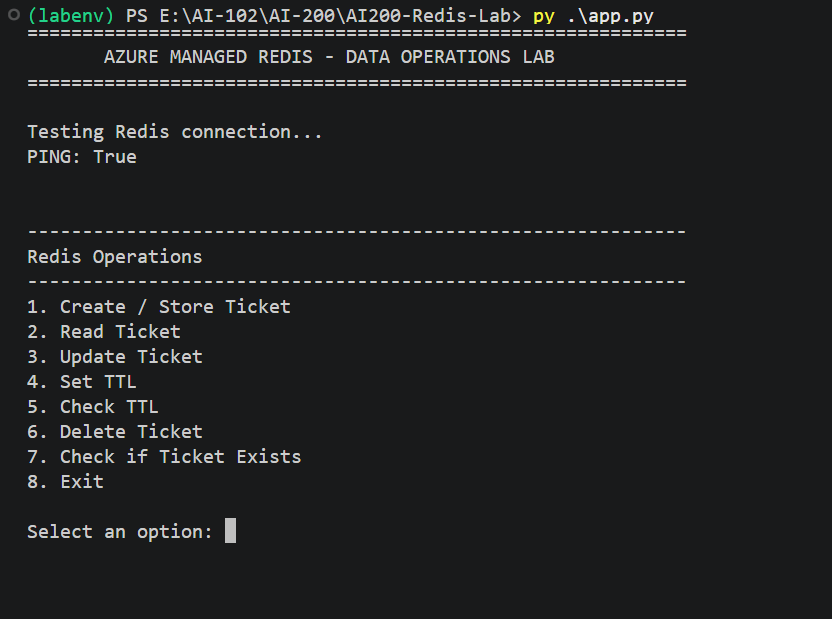 (labenv) PS E:\AI-102\AI-200\AI200-Redis-Lab> py .\app.py
============================================================
AZURE MANAGED REDIS - DATA OPERATIONS LAB
============================================================
Testing Redis connection...
PING: True
------------------------------------------------------------
Redis Operations
------------------------------------------------------------
1. Create / Store Ticket
2. Read Ticket
3. Update Ticket
4. Set TTL
5. Check TTL
6. Delete Ticket
7. Check if Ticket Exists
8. Exit
Select an option: